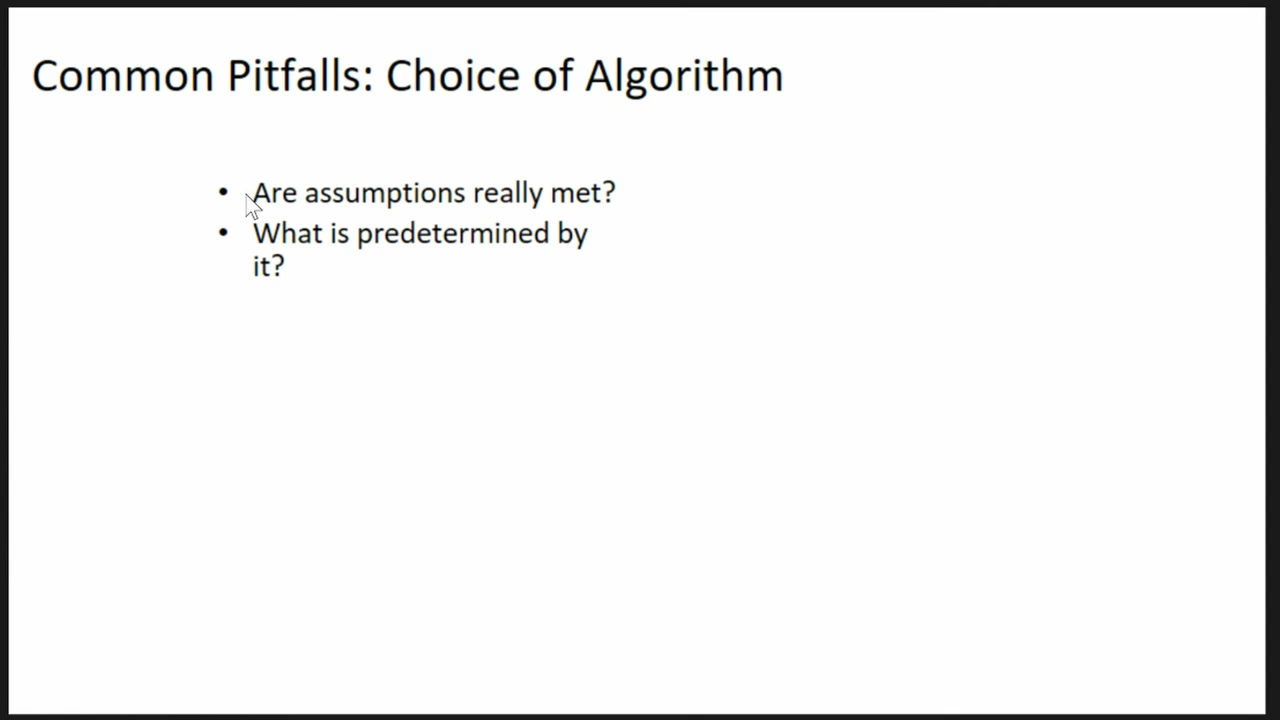 Common Pitfalls: Choice of Algorithm
• Are assumptions really met?
• What is predetermined by
it?